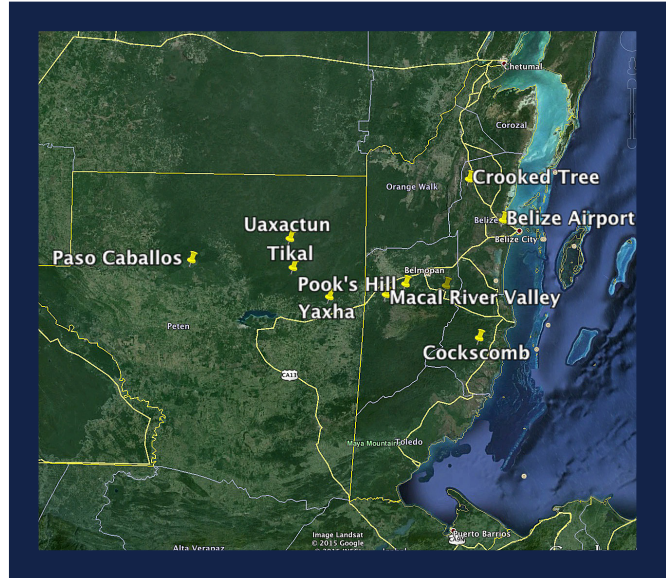 Chetumal
Corozal
Crooked Tree
Orange Walk
Belize Belize Airport
Uaxactun
Belize City
Tikal
Paso Caballos
Belmopan
Pook's Hill
Macal River Valley
Yaxha
Peten
Cockscomb
CA13
Maya Mountain Toledo
Puerto Barrios
Image Landsat
© 2015 Google
Alta Verapaz